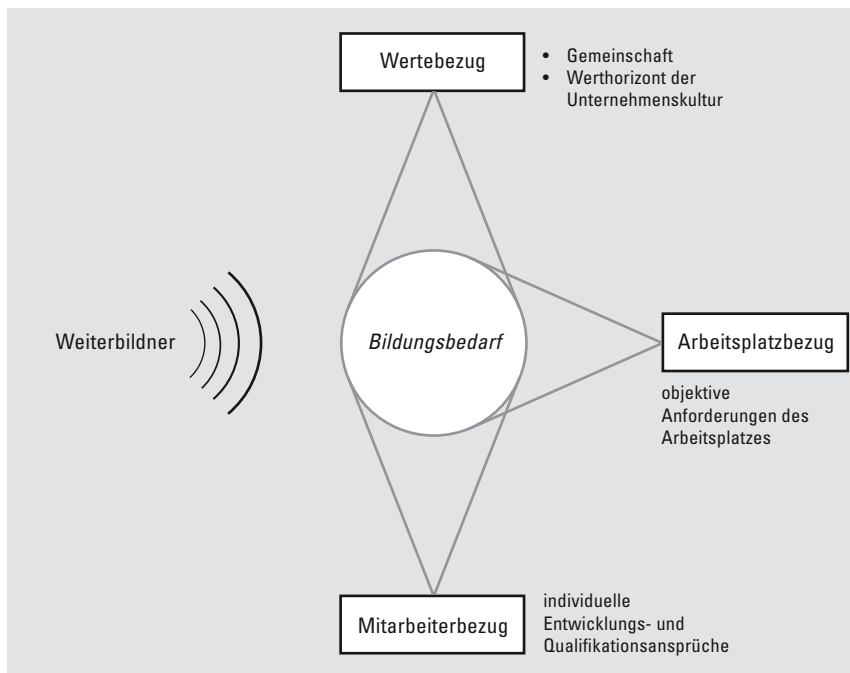 Wertebezug
• Gemeinschaft
• Werthorizont der
Unternehmenskultur
Weiterbildner
Bildungsbedarf
Arbeitsplatzbezug
objektive
Anforderungen des
Arbeitsplatzes
Mitarbeiterbezug
individuelle
Entwicklungs- und
Qualifikationsansprüche